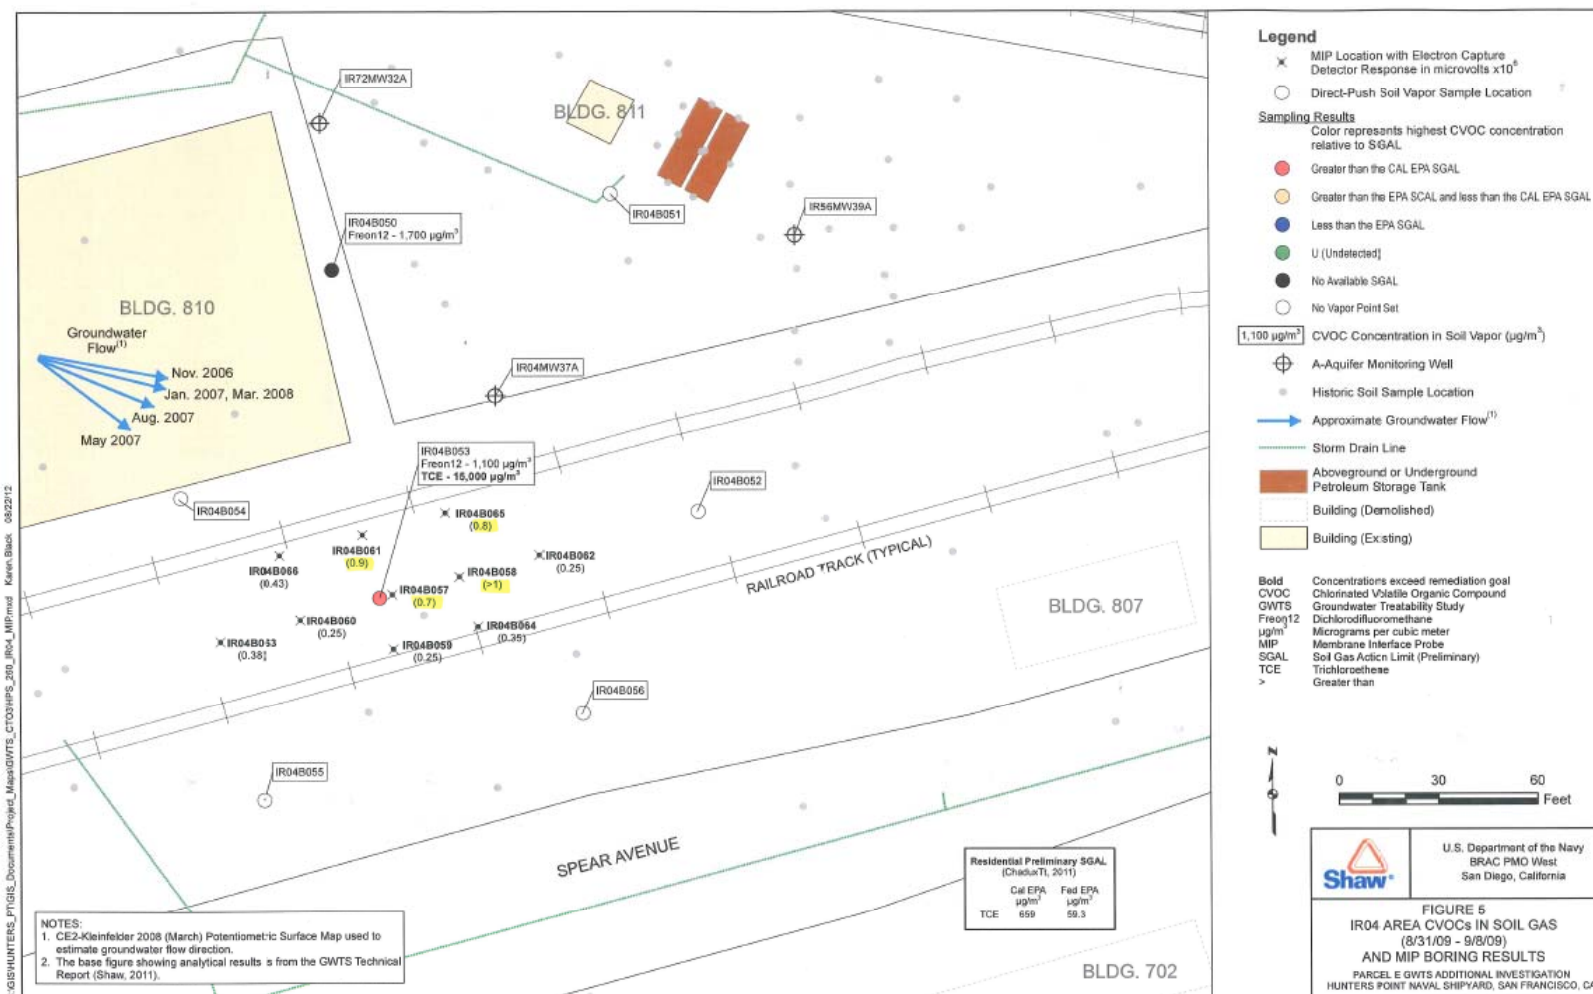 IR72MW32A
BLDG. 811
IR04B051
IR56MW39A
IR04B050
Freon12 - 1,700 µg/m³
BLDG. 810
Groundwater
Flow(1)
Nov. 2006
Jan. 2007, Mar. 2008
Aug. 2007
May 2007
IR04MW37A
IR04B053
Freon12 - 1,100 µg/m³
TCE - 15,000 µg/m³
IR04B054
IR04B052
IR04B065
(0.8)
IR04B061
(0.9)
IR04B062
(0.25)
IR04B066
(0.43)
IR04B058
(>1)
IR04B057
(0.7)
RAILROAD TRACK (TYPICAL)
BLDG. 807
IR04B060
(0.25)
IR04B064
(0.35)
(0.38)
IR04B059
(0.25)
IR04B056
IR04B055
SPEAR AVENUE
BLDG. 702
Residential Preliminary SGAL
(ChaduxTt, 2011)
Cal EPA Fed EPA
µg/m³ µg/m³
TCE 659 59.3
NOTES:
1. CE2-Kleinfelder 2008 (March) Potentiometric Surface Map used to
estimate groundwater flow direction.
2. The base figure showing analytical results is from the GWTS Technical
Report (Shaw, 2011).
Karen.Black 08/22/12
Legend
MIP Location with Electron Capture
Detector Response in microvolts x10⁶
Direct-Push Soil Vapor Sample Location
Sampling Results
Color represents highest CVOC concentration
relative to SGAL
Greater than the CAL EPA SGAL
Greater than the EPA SCAL and less than the CAL EPA SGAL
Less than the EPA SGAL
U (Undetected)
No Available SGAL
No Vapor Point Set
1,100 µg/m³ CVOC Concentration in Soil Vapor (µg/m³)
A-Aquifer Monitoring Well
Historic Soil Sample Location
Approximate Groundwater Flow(1)
Storm Drain Line
Aboveground or Underground
Petroleum Storage Tank
Building (Demolished)
Building (Existing)
Bold Concentrations exceed remediation goal
CVOC Chlorinated Volatile Organic Compound
GWTS Groundwater Treatability Study
Freon12 Dichlorodifluoromethane
µg/m³ Micrograms per cubic meter
MIP Membrane Interface Probe
SGAL Soil Gas Action Limit (Preliminary)
TCE Trichloroethene
> Greater than
N
0 30 60
Feet
Shaw
U.S. Department of the Navy
BRAC PMO West
San Diego, California
FIGURE 5
IR04 AREA CVOCs IN SOIL GAS
(8/31/09 - 9/8/09)
AND MIP BORING RESULTS
PARCEL E GWTS ADDITIONAL INVESTIGATION
HUNTERS POINT NAVAL SHIPYARD, SAN FRANCISCO, CA